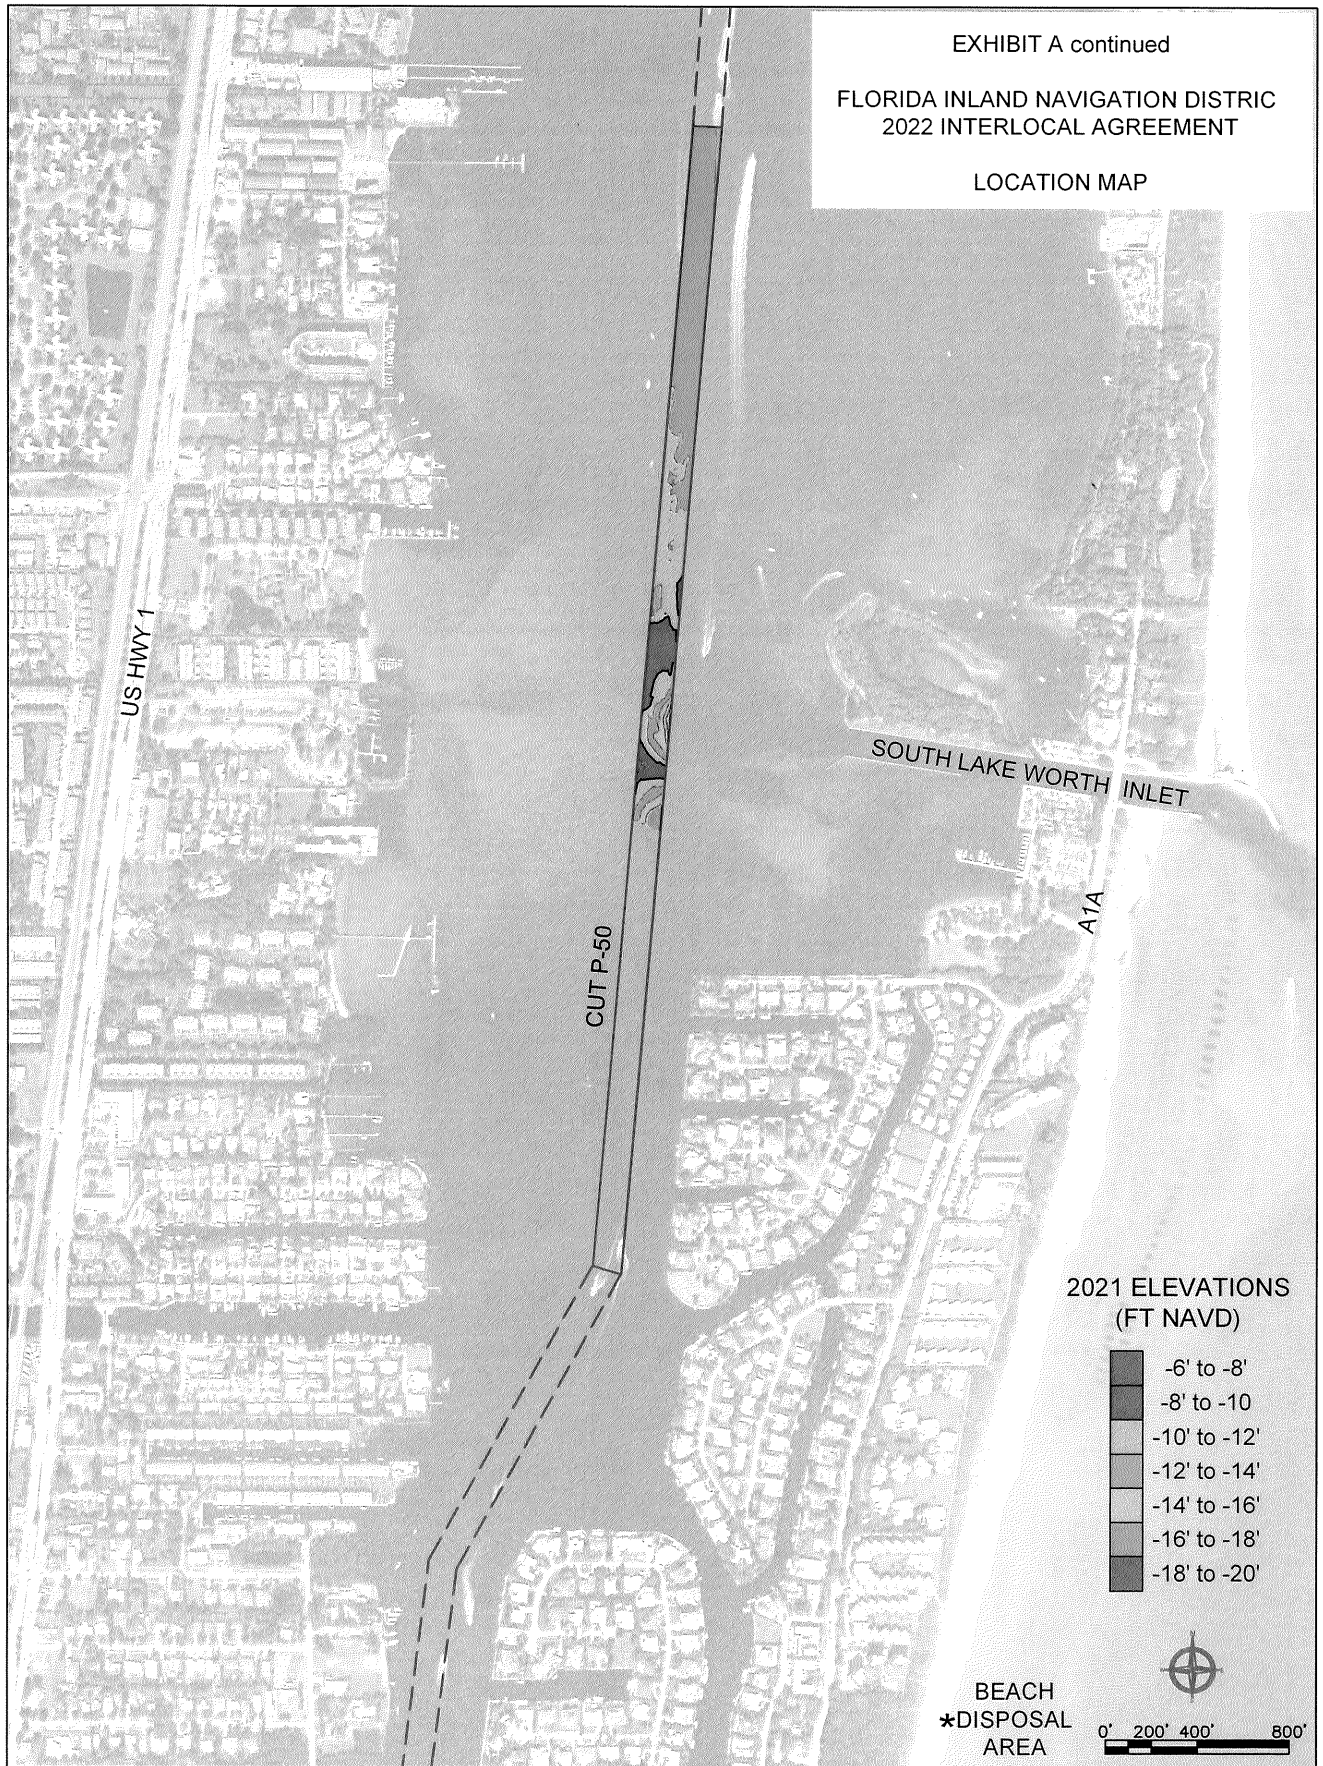 EXHIBIT A continued
FLORIDA INLAND NAVIGATION DISTRIC
2022 INTERLOCAL AGREEMENT
LOCATION MAP
US HWY 1
SOUTH LAKE WORTH INLET
A1A
CUT P-50
2021 ELEVATIONS
(FT NAVD)
-6' to -8'
-8' to -10
-10' to -12'
-12' to -14'
-14' to -16'
-16' to -18'
-18' to -20'
N
BEACH
*DISPOSAL
AREA
0' 200' 400' 800'